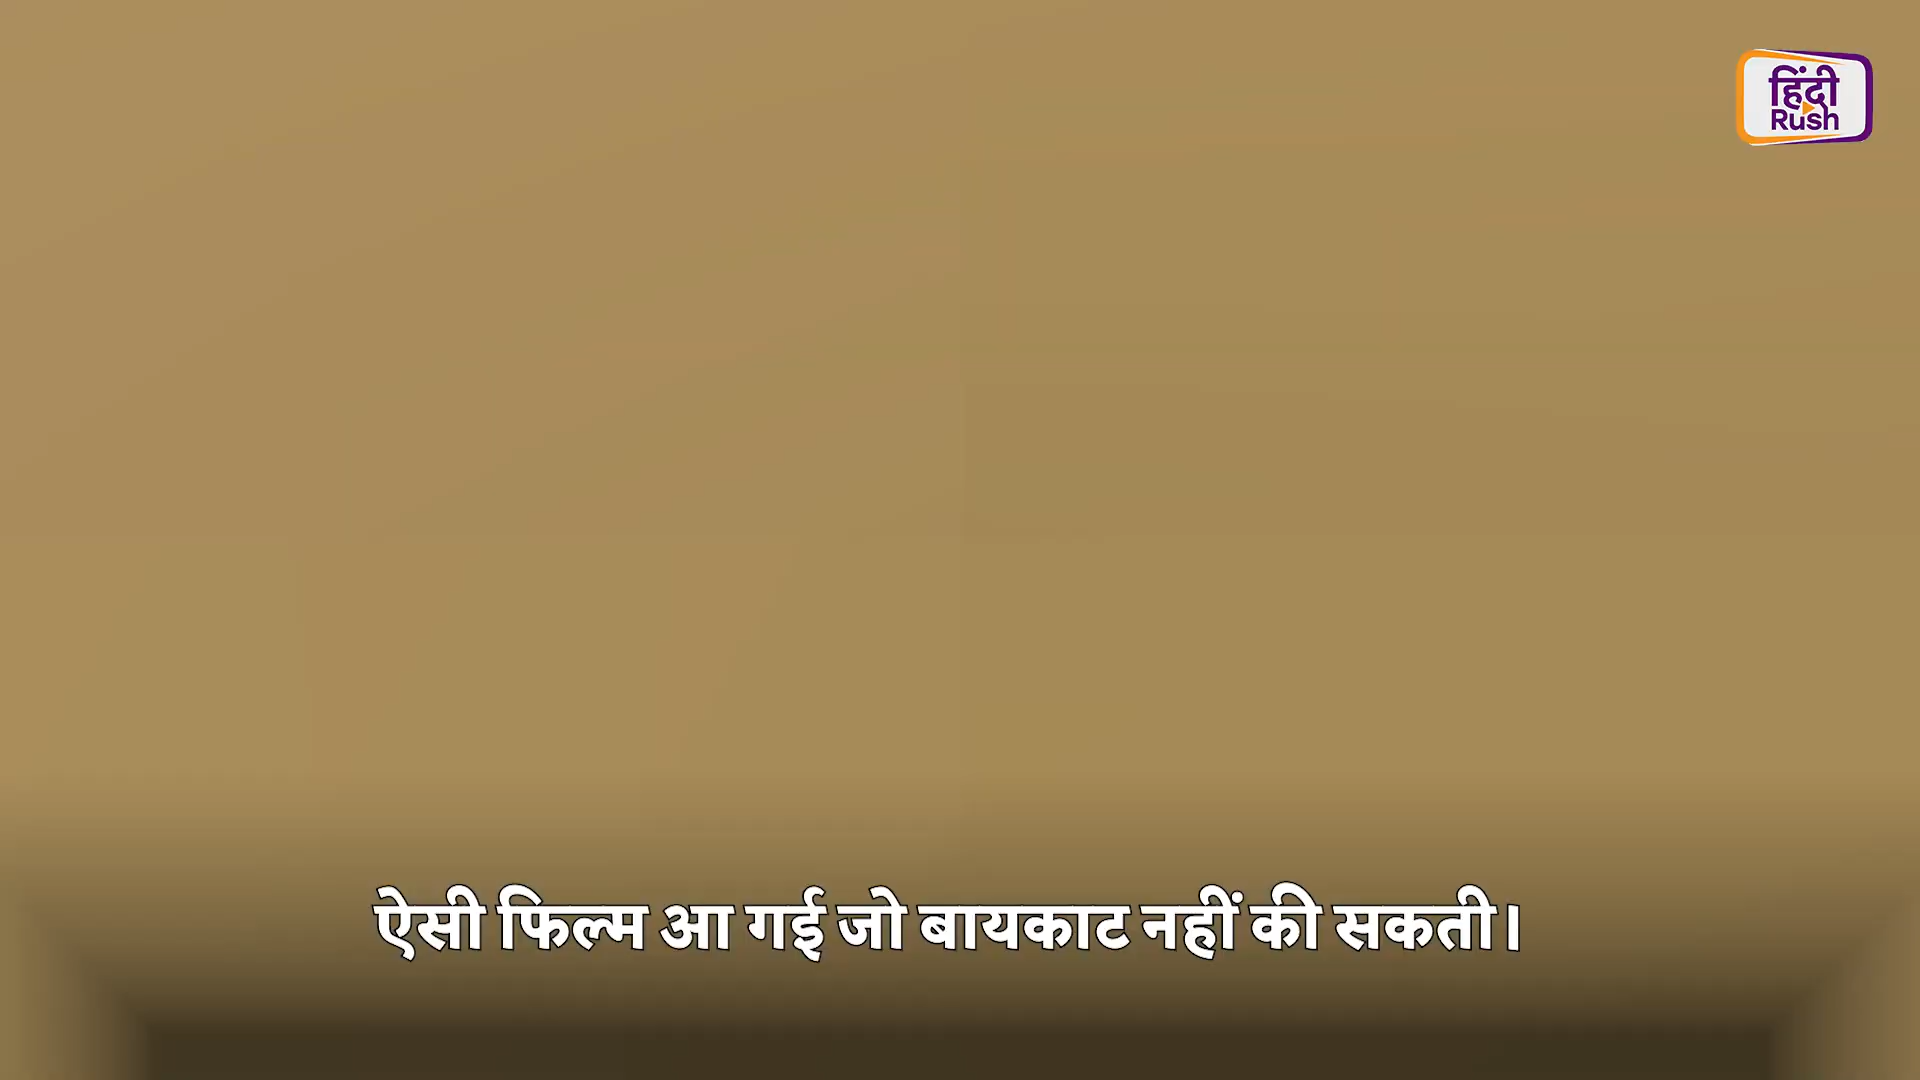 हिंदी
Rush
ऐसी फिल्म आ गई जो बायकाट नहीं की सकती।